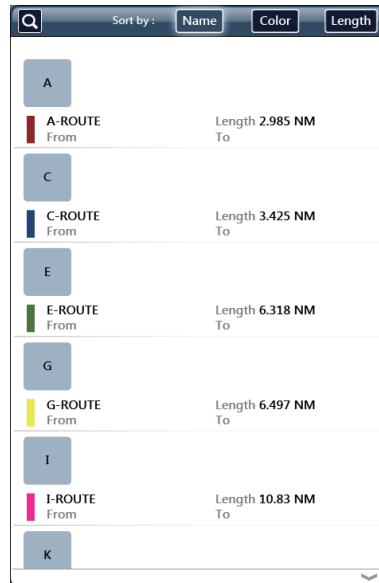 Sort by : Name Color Length
A
A-ROUTE Length 2.985 NM
From To
C
C-ROUTE Length 3.425 NM
From To
E
E-ROUTE Length 6.318 NM
From To
G
G-ROUTE Length 6.497 NM
From To
I
I-ROUTE Length 10.83 NM
From To
K